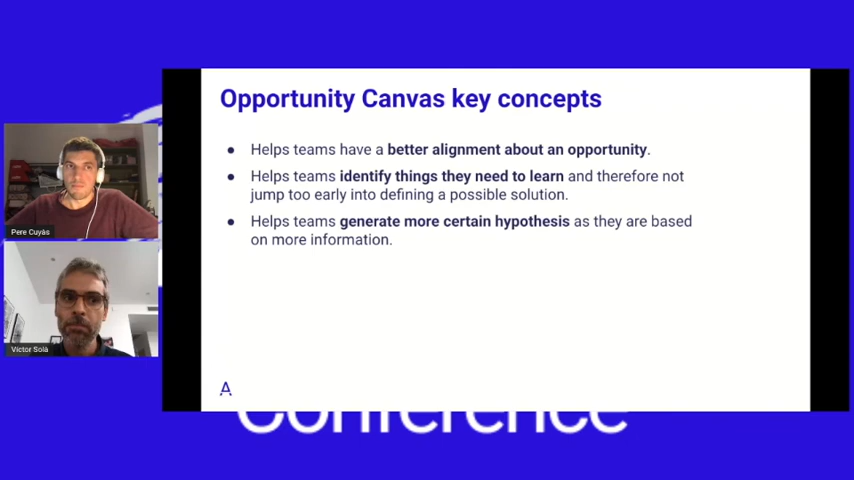 Opportunity Canvas key concepts
● Helps teams have a better alignment about an opportunity.
● Helps teams identify things they need to learn and therefore not
jump too early into defining a possible solution.
● Helps teams generate more certain hypothesis as they are based
on more information.
Pere Cuyás
Víctor Solà
A
Conference